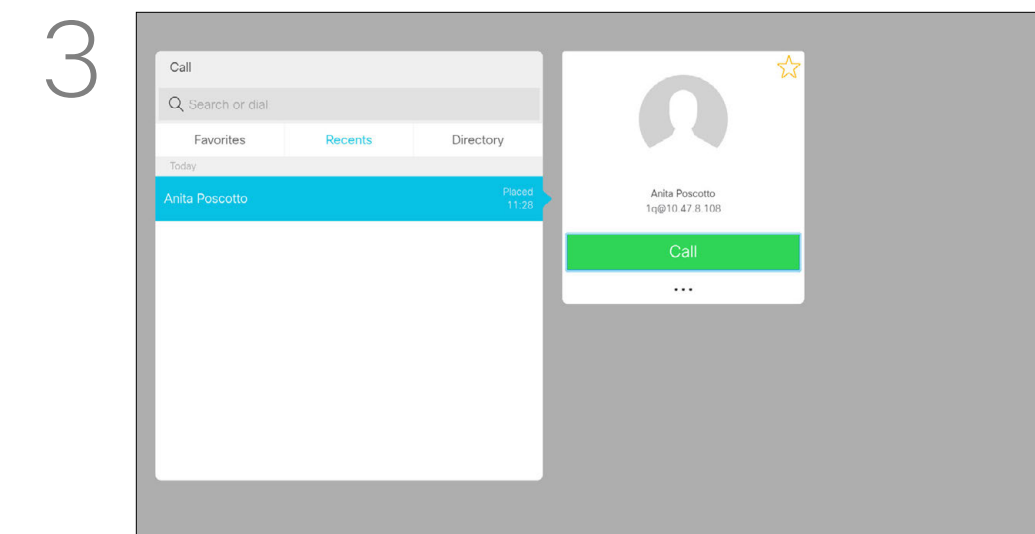 3
Call
Search or dial
Favorites Recents Directory
Today
Anita Poscotto Placed
11:28
Anita Poscotto
1q@10.47.8.108
Call
...